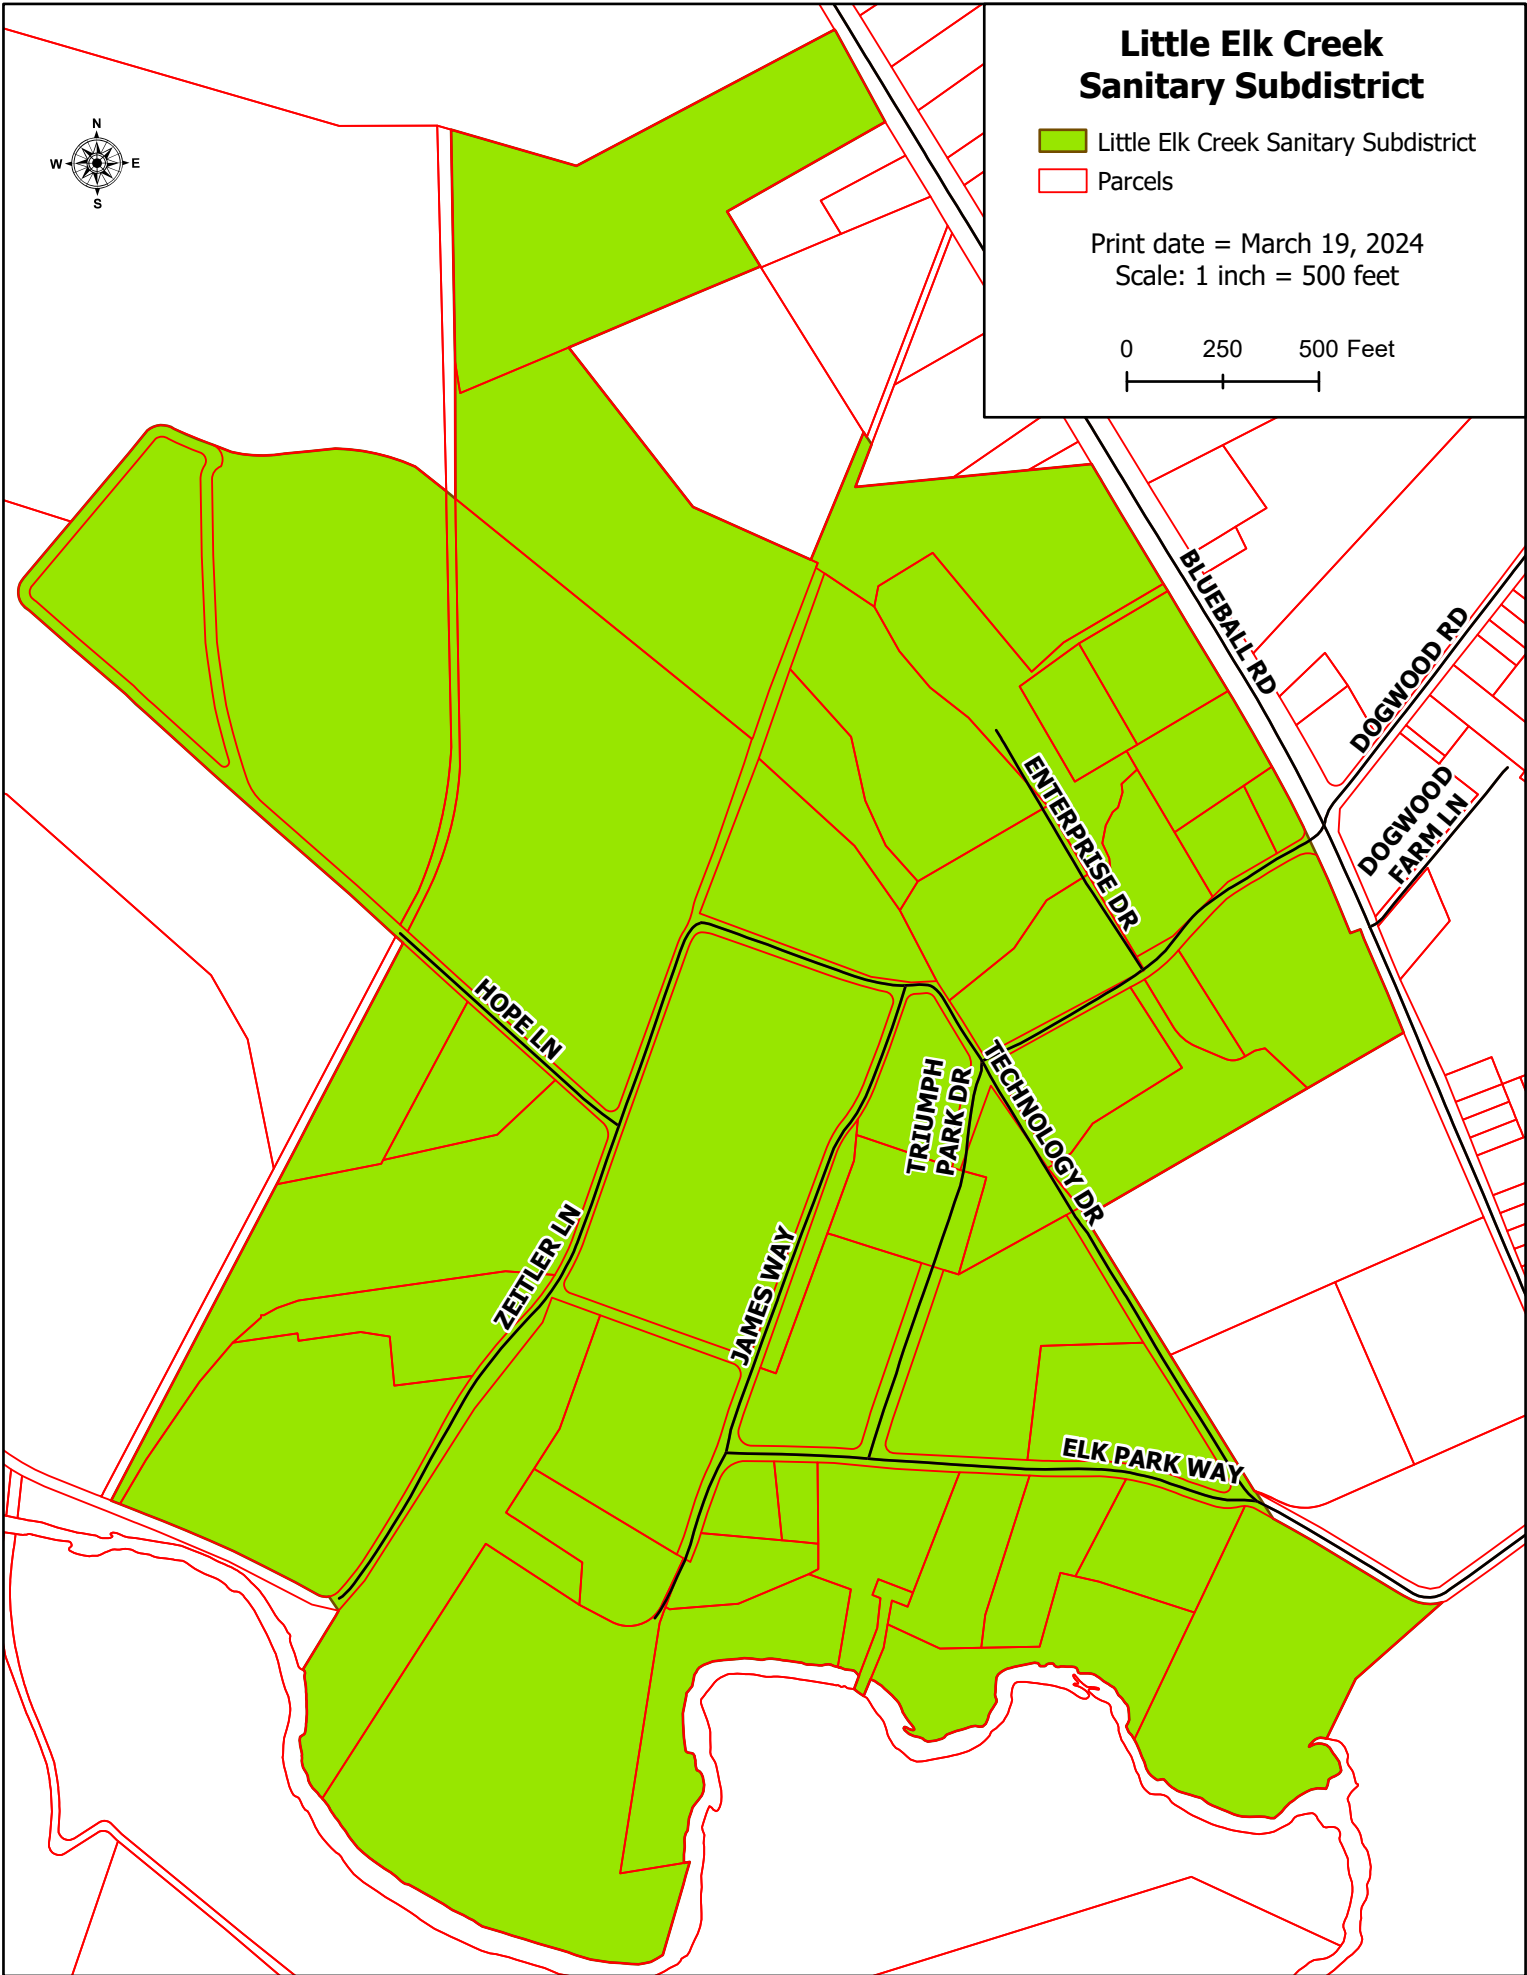 Little Elk Creek
Sanitary Subdistrict
Little Elk Creek Sanitary Subdistrict
Parcels
Print date = March 19, 2024
Scale: 1 inch = 500 feet
0 250 500 Feet
N
W E
S
BLUEBALL RD
DOGWOOD RD
DOGWOOD
FARM LN
ENTERPRISE DR
HOPE LN
TECHNOLOGY DR
TRIUMPH
PARK DR
ZEITLER LN
JAMES WAY
ELK PARK WAY